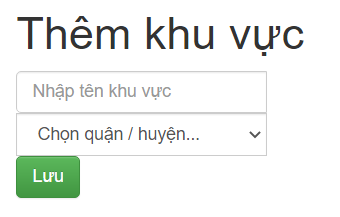 Thêm khu vực
Nhập tên khu vực
Chọn quận / huyện...
Lưu